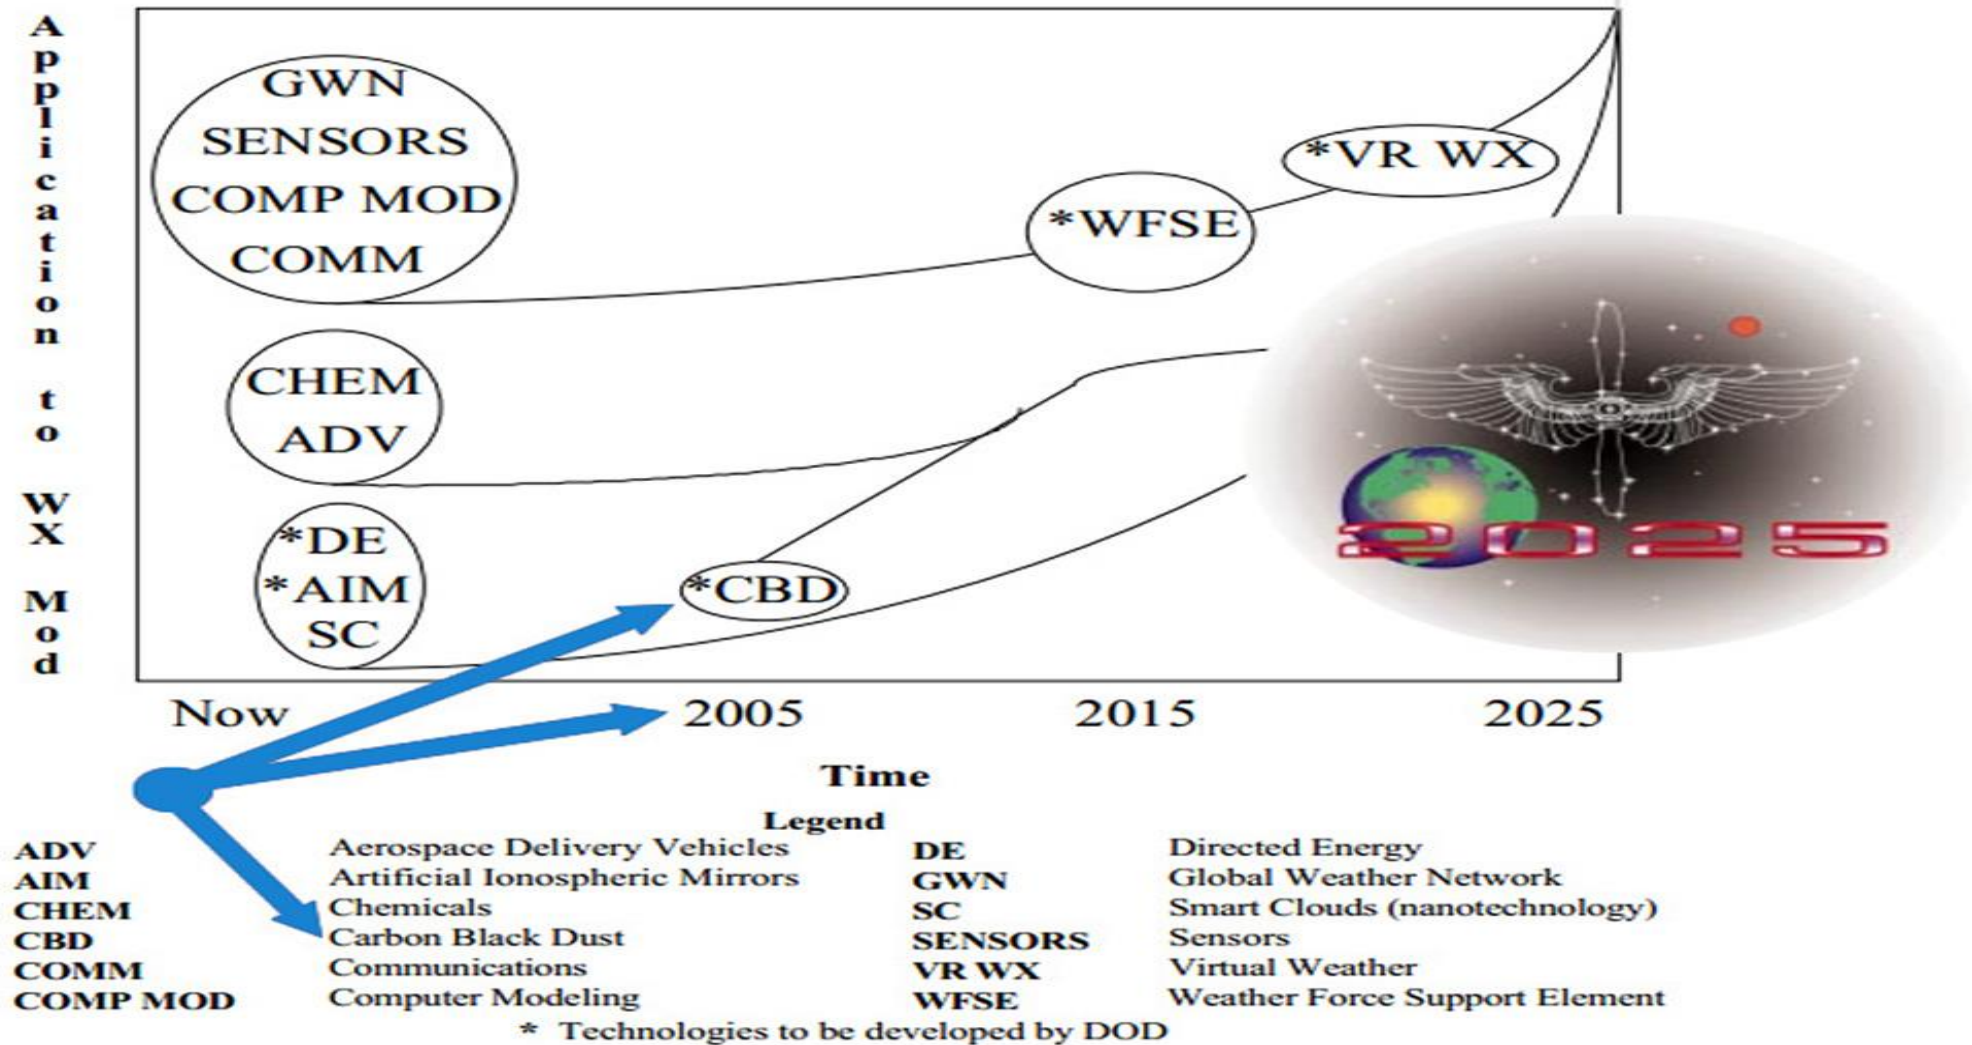 Application to WX Mod
GWN
SENSORS
COMP MOD
COMM
*VR WX
*WFSE
CHEM
ADV
*DE
*AIM
SC
*CBD
2025
Now 2005 2015 2025
Time
Legend
ADV Aerospace Delivery Vehicles DE Directed Energy
AIM Artificial Ionospheric Mirrors GWN Global Weather Network
CHEM Chemicals SC Smart Clouds (nanotechnology)
CBD Carbon Black Dust SENSORS Sensors
COMM Communications VR WX Virtual Weather
COMP MOD Computer Modeling WFSE Weather Force Support Element
* Technologies to be developed by DOD